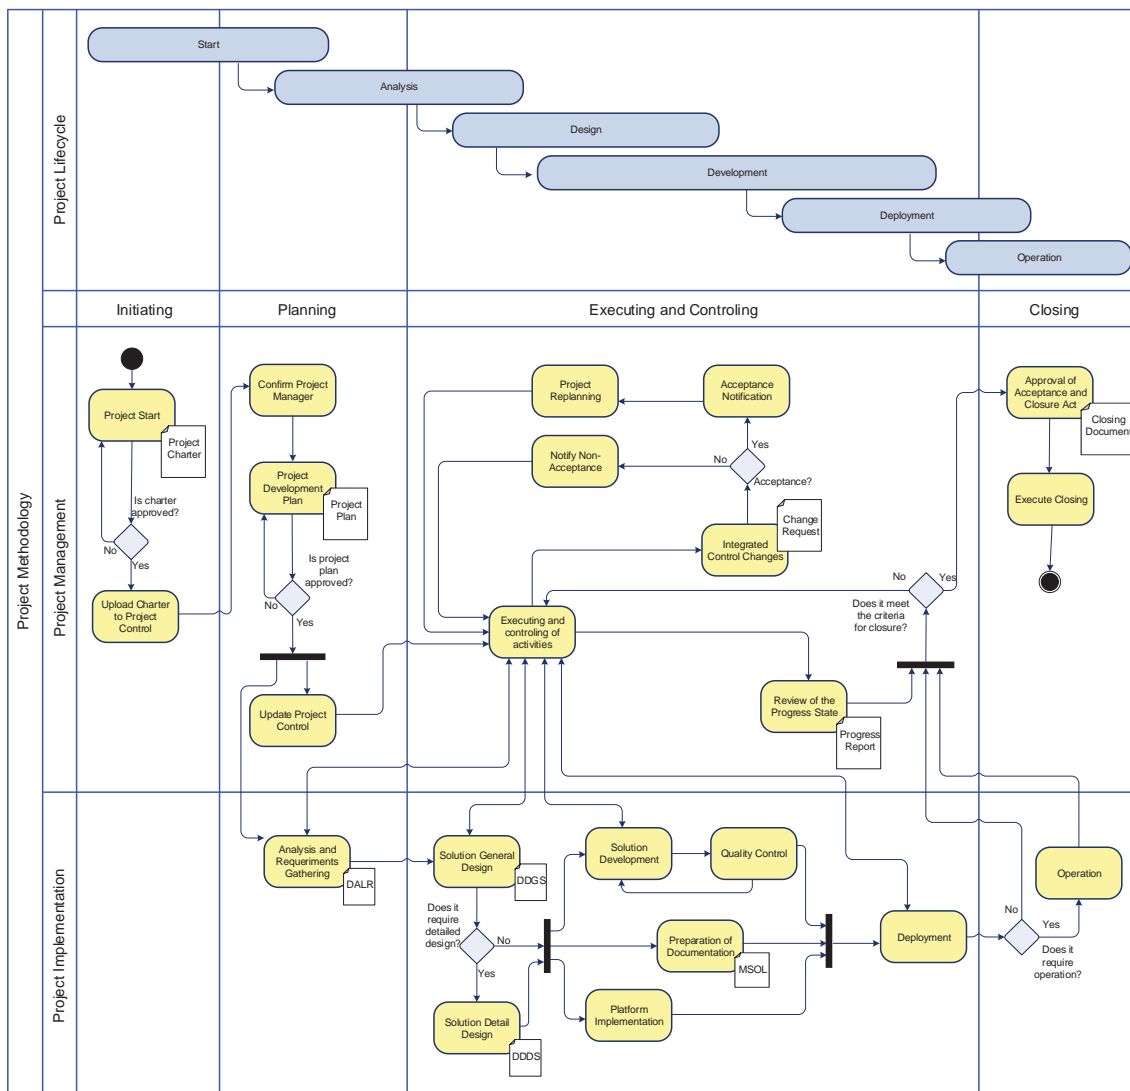 Project Methodology
Project Lifecycle
Start
Analysis
Design
Development
Deployment
Operation
Initiating
Planning
Executing and Controling
Closing
Project Management
Project Start
Project
Charter
Is charter
approved?
No
Yes
Upload Charter
to Project
Control
Confirm Project
Manager
Project
Development
Plan
Project
Plan
Is project
plan
approved?
No
Yes
Update Project
Control
Project
Replanning
Acceptance
Notification
Yes
Notify Non-
Acceptance
No
Acceptance?
Integrated
Control Changes
Change
Request
Executing and
controling of
activities
No
Yes
Does it meet
the criteria
for closure?
Review of the
Progress State
Progress
Report
Approval of
Acceptance and
Closure Act
Closing
Document
Execute Closing
Project Implementation
Analysis and
Requeriments
Gathering
DALR
Solution General
Design
DDGS
Does it
require
detailed
design?
No
Yes
Solution Detail
Design
DDDS
Solution
Development
Quality Control
Preparation of
Documentation
MSOL
Platform
Implementation
Deployment
No
Yes
Does it
require
operation?
Operation